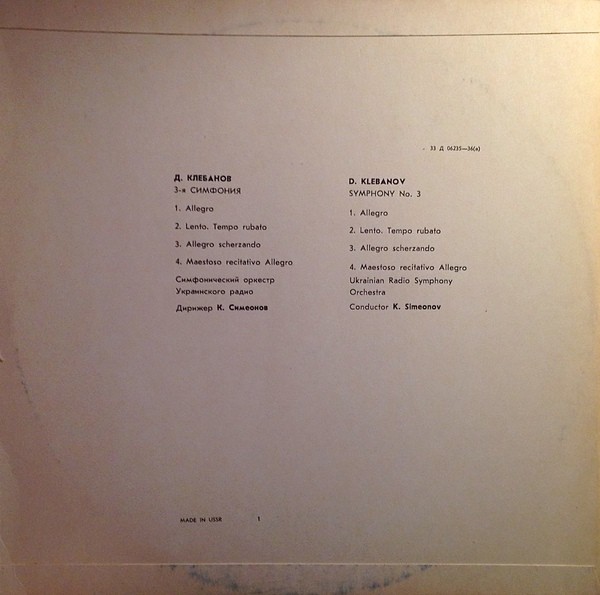 33 Д 06235—36(a)
Д. КЛЕБАНОВ
3-я СИМФОНИЯ
1. Allegro
2. Lento. Tempo rubato
3. Allegro scherzando
4. Maestoso recitativo Allegro
Симфонический оркестр
Украинского радио
Дирижер К. Симеонов
D. KLEBANOV
SYMPHONY No. 3
1. Allegro
2. Lento. Tempo rubato
3. Allegro scherzando
4. Maestoso recitativo Allegro
Ukrainian Radio Symphony
Orchestra
Conductor K. Simeonov
MADE IN USSR 1